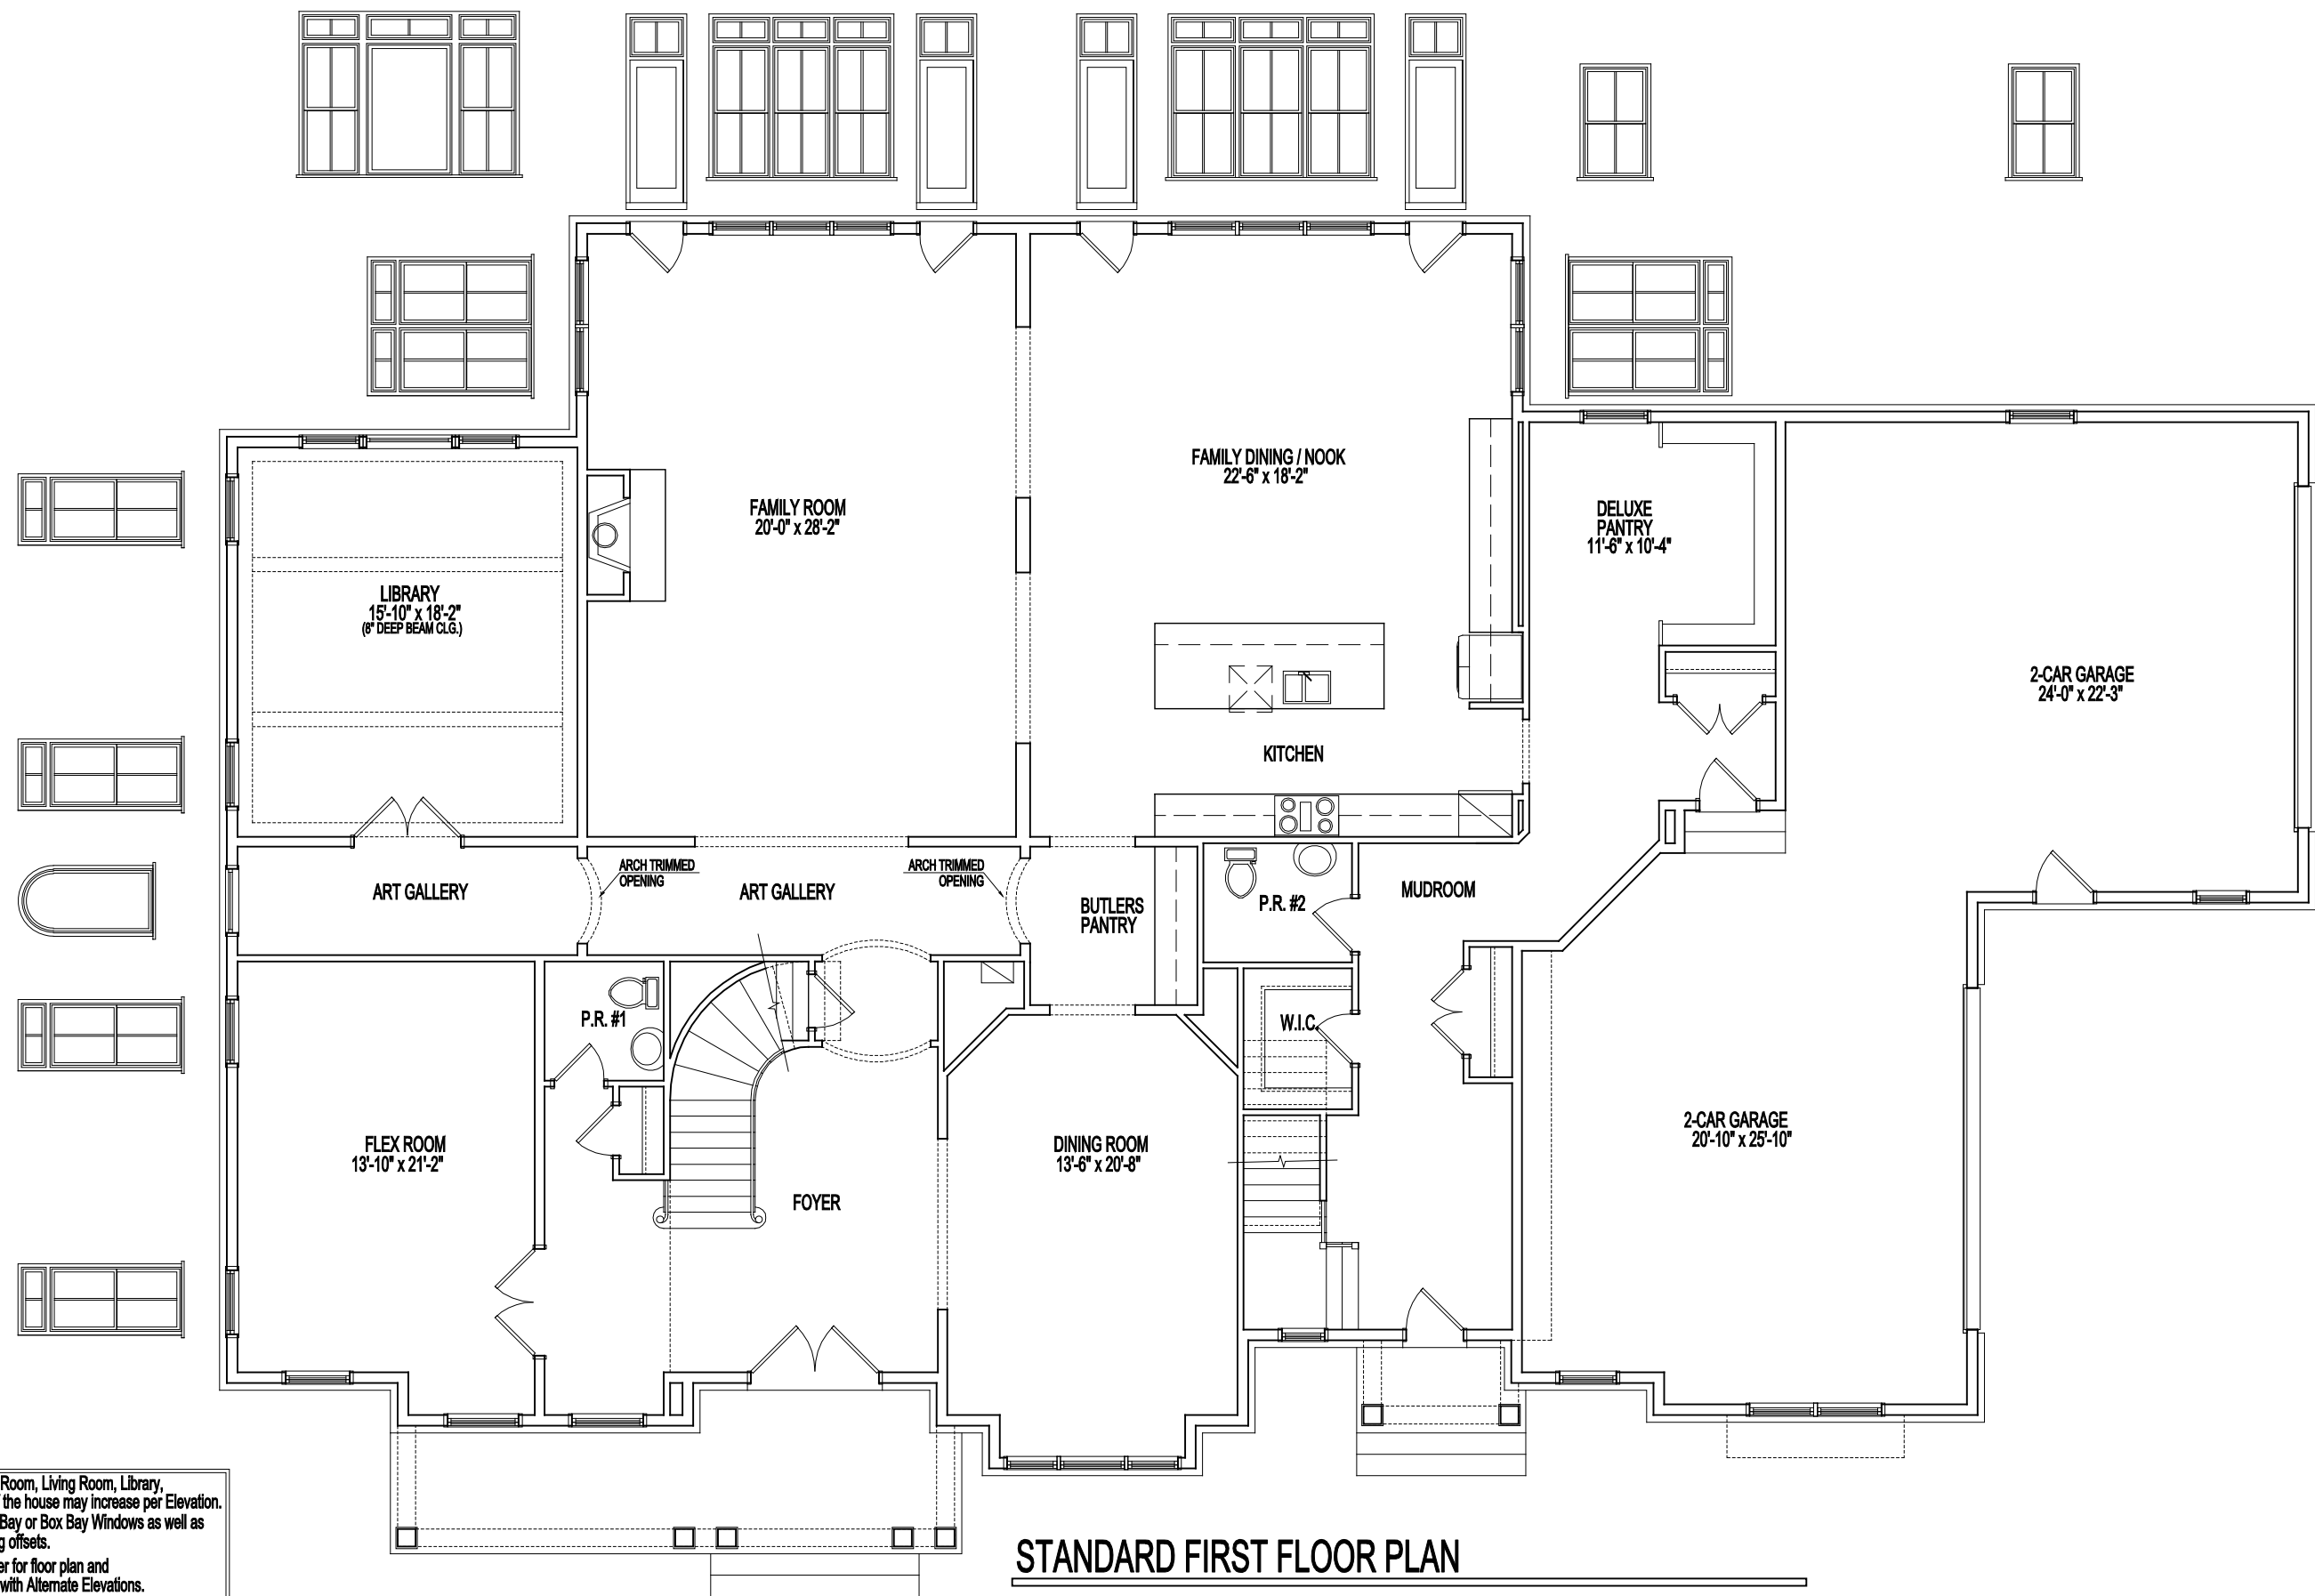 FAMILY DINING / NOOK
22'-6" x 18'-2"
FAMILY ROOM
20'-0" x 28'-2"
DELUXE
PANTRY
11'-6" x 10'-4"
LIBRARY
15'-10" x 18'-2"
(8" DEEP BEAM CLG.)
2-CAR GARAGE
24'-0" x 22'-3"
KITCHEN
ART GALLERY
ARCH TRIMMED
OPENING
ART GALLERY
ARCH TRIMMED
OPENING
BUTLERS
PANTRY
P.R. #2
MUDROOM
P.R. #1
W.I.C.
FLEX ROOM
13'-10" x 21'-2"
FOYER
DINING ROOM
13'-6" x 20'-8"
2-CAR GARAGE
20'-10" x 25'-10"
Room, Living Room, Library,
the house may increase per Elevation.
Bay or Box Bay Windows as well as
offsets.
for floor plan and
with Alternate Elevations.
STANDARD FIRST FLOOR PLAN